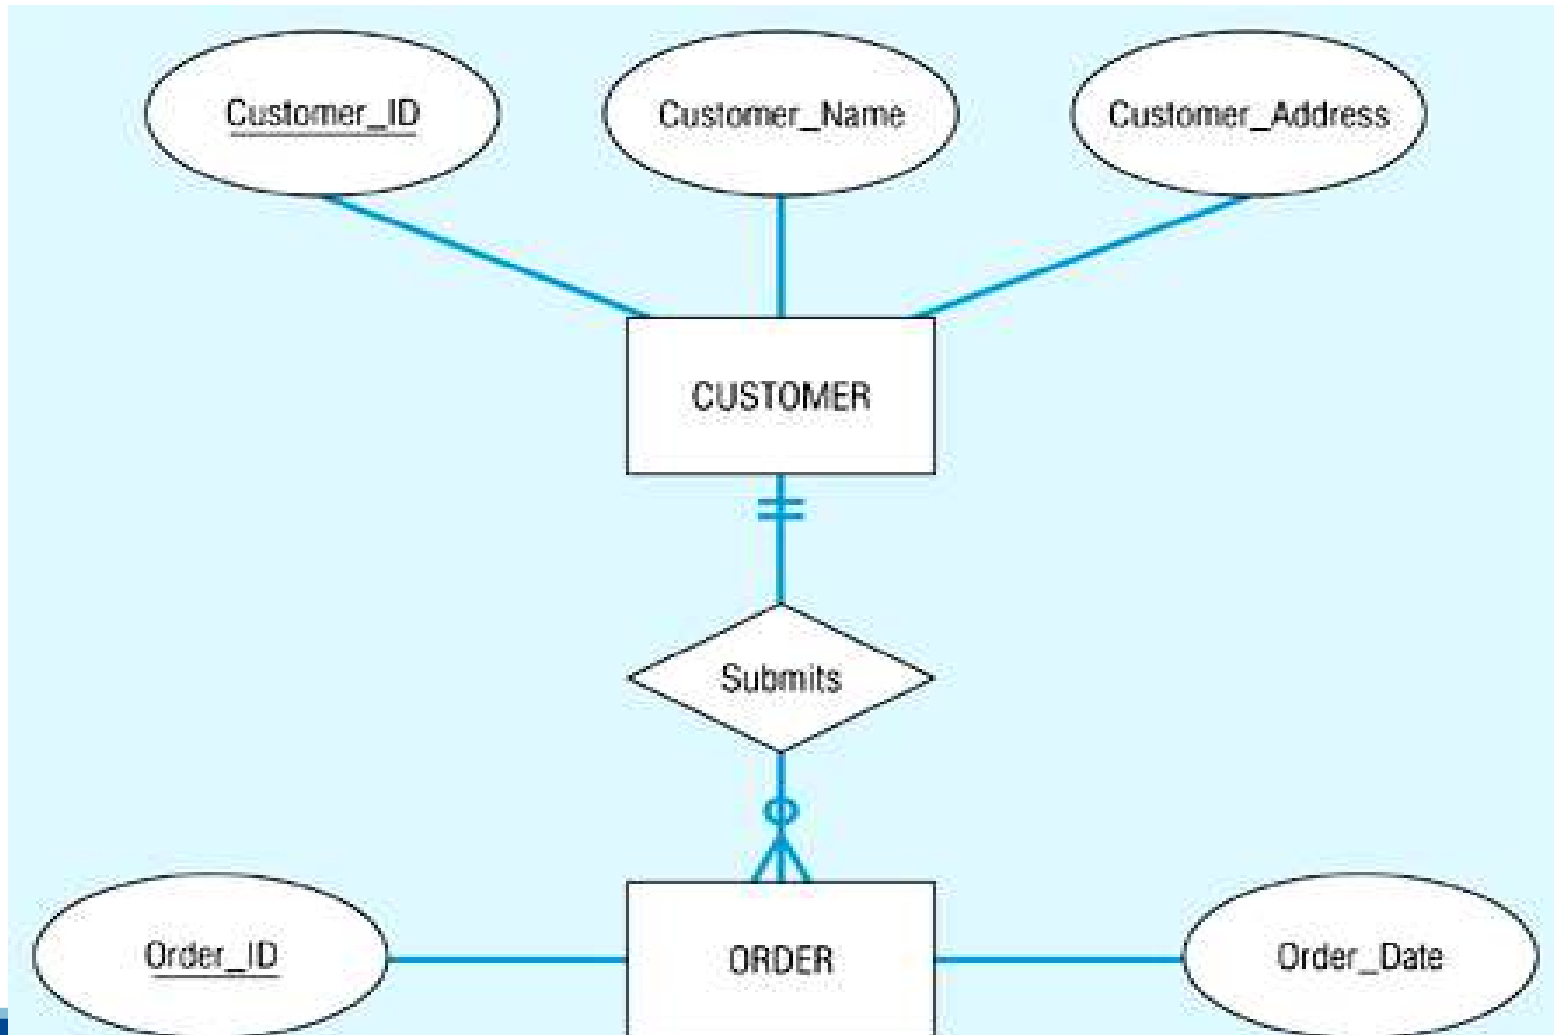 Customer_ID
Customer_Name
Customer_Address
CUSTOMER
Submits
Order_ID
ORDER
Order_Date